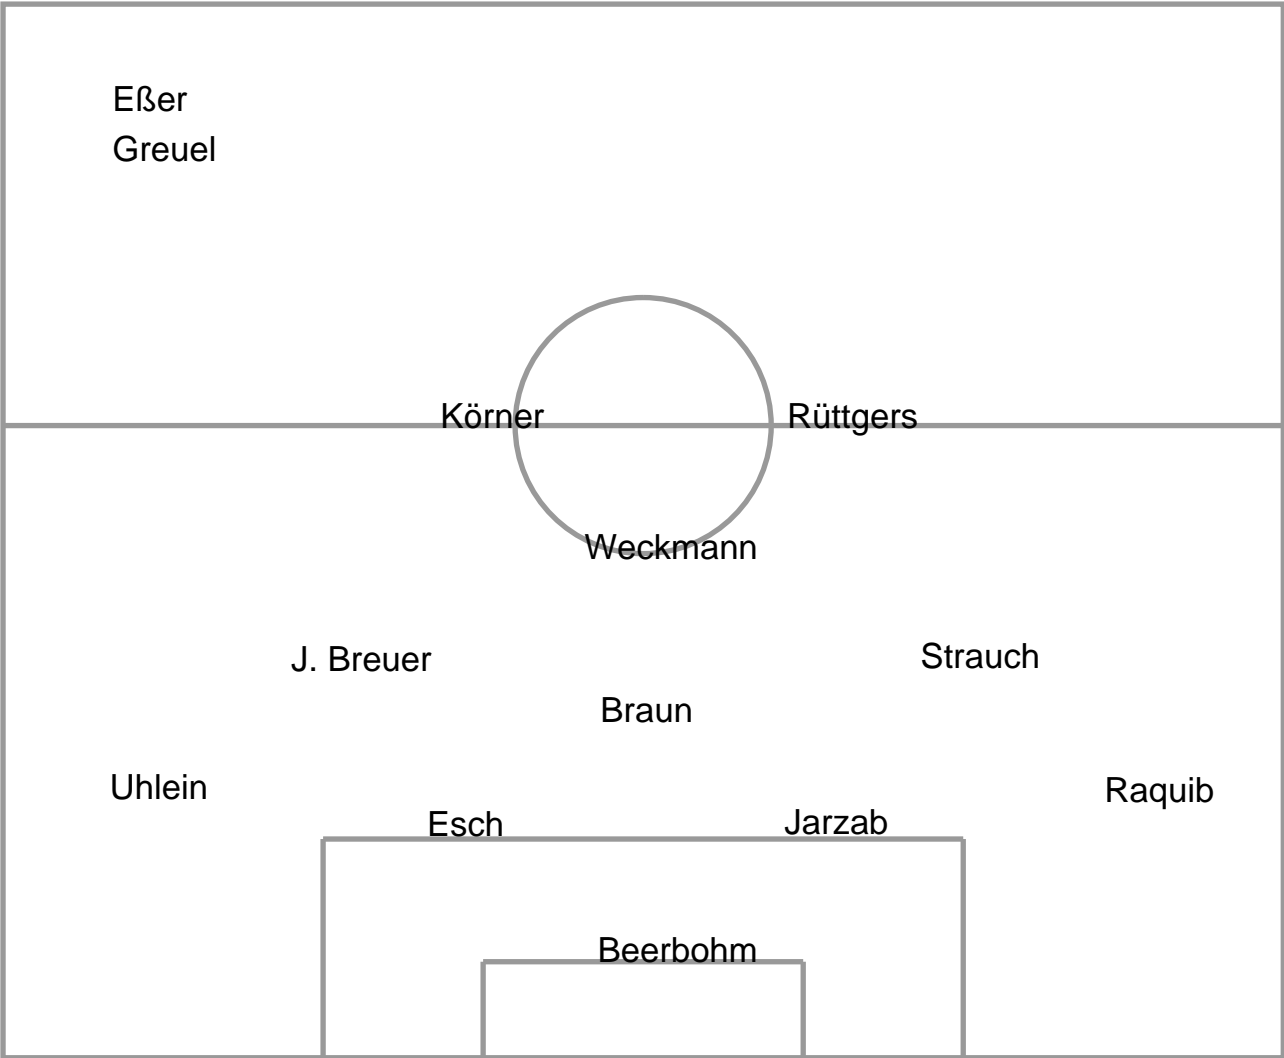 Eßer
Greuel
Körner Rüttgers
Weckmann
J. Breuer Strauch
Braun
Uhlein Raquib
Esch Jarzab
Beerbohm